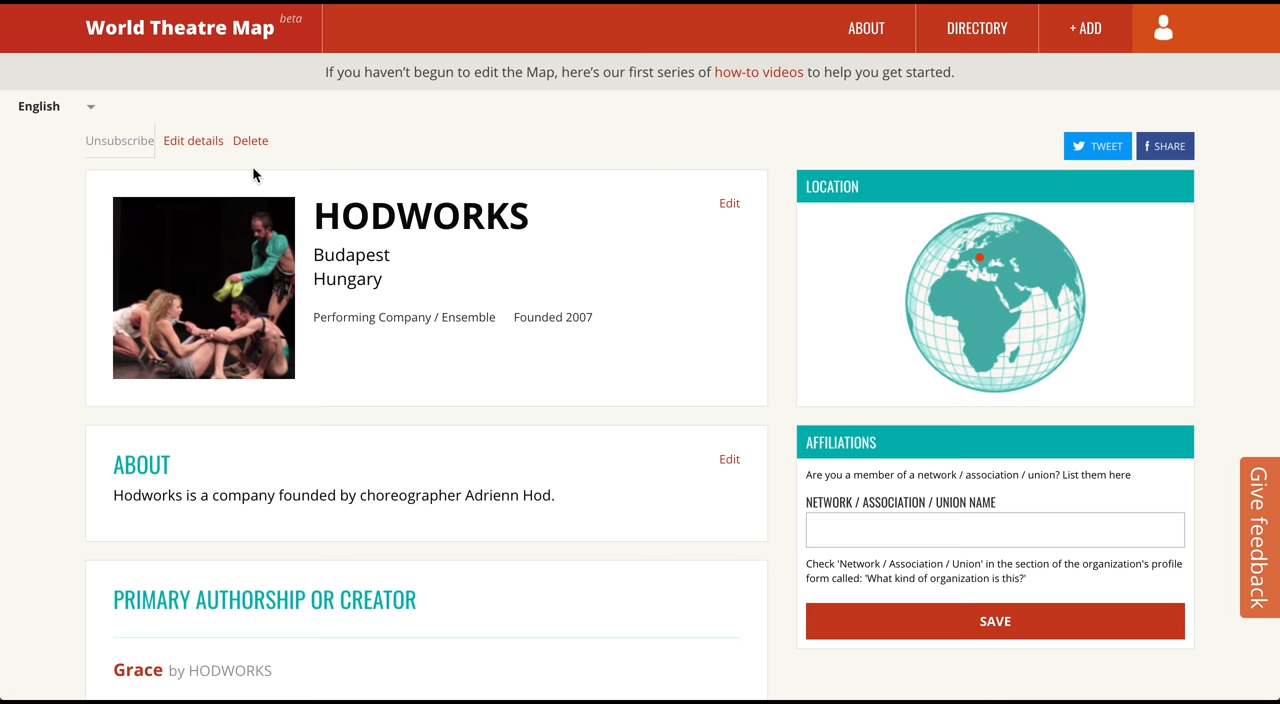 World Theatre Map beta
ABOUT
DIRECTORY
+ ADD
If you haven’t begun to edit the Map, here’s our first series of how-to videos to help you get started.
English
Unsubscribe Edit details Delete
TWEET
f SHARE
HODWORKS
Edit
Budapest
Hungary
Performing Company / Ensemble Founded 2007
LOCATION
ABOUT
Edit
Hodworks is a company founded by choreographer Adrienn Hod.
PRIMARY AUTHORSHIP OR CREATOR
Grace by HODWORKS
AFFILIATIONS
Are you a member of a network / association / union? List them here
NETWORK / ASSOCIATION / UNION NAME
Check 'Network / Association / Union' in the section of the organization's profile
form called: 'What kind of organization is this?'
SAVE
Give feedback